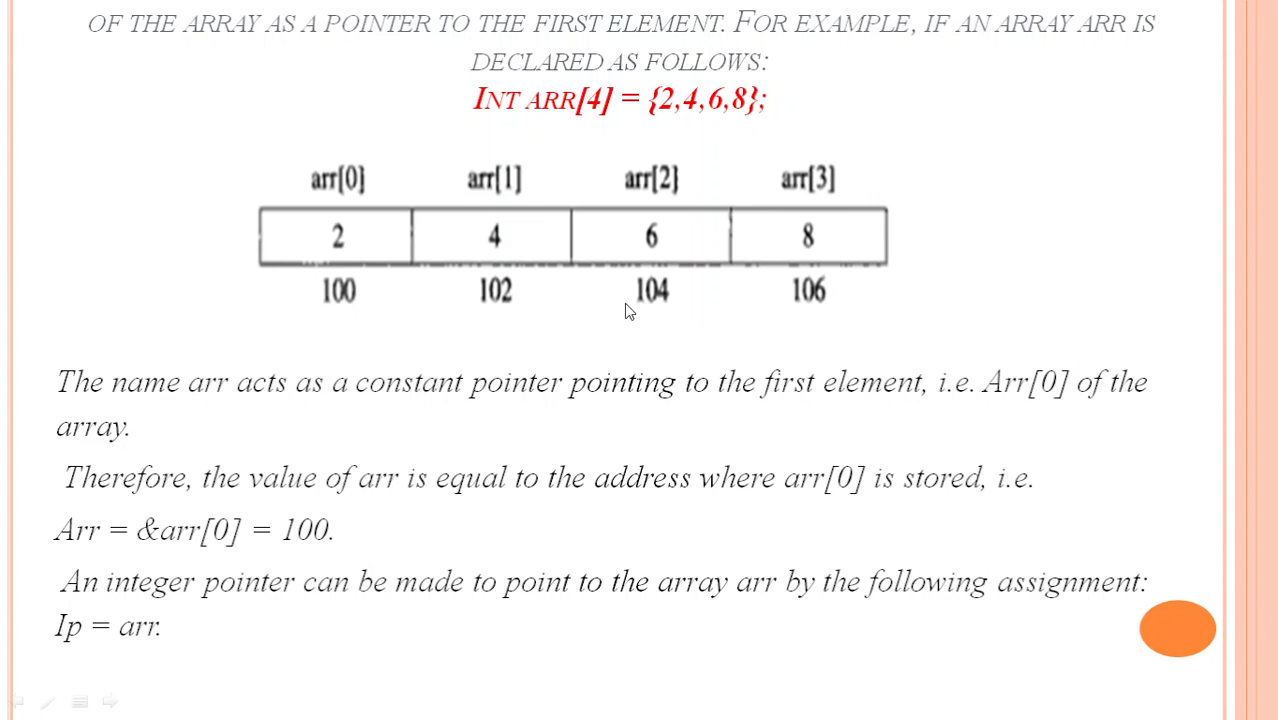 OF THE ARRAY AS A POINTER TO THE FIRST ELEMENT. FOR EXAMPLE, IF AN ARRAY ARR IS
DECLARED AS FOLLOWS:
INT ARR[4] = {2,4,6,8};
arr[0] arr[1] arr[2] arr[3]
2 4 6 8
100 102 104 106
The name arr acts as a constant pointer pointing to the first element, i.e. Arr[0] of the
array.
Therefore, the value of arr is equal to the address where arr[0] is stored, i.e.
Arr = &arr[0] = 100.
An integer pointer can be made to point to the array arr by the following assignment:
Ip = arr.